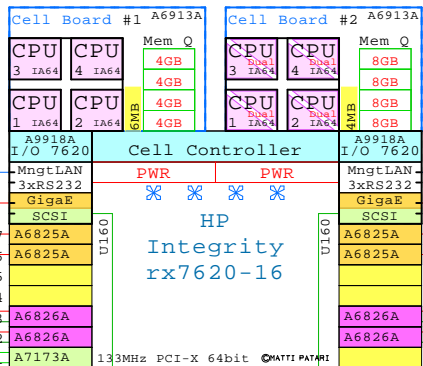 Cell Board #1 A6913A
Cell Board #2 A6913A
CPU CPU Mem Q
3 IA64 4 IA64 4GB
4GB
CPU CPU 4GB
1 IA64 2 IA64 4GB
6MB
CPU CPU Mem Q
Dual Dual
3 IA64 4 IA64 8GB
8GB
CPU CPU 8GB
Dual Dual
1 IA64 2 IA64 8GB
4MB
A9918A
I/O 7620
Cell Controller
A9918A
I/O 7620
MngtLAN PWR PWR MngtLAN
3xRS232 3xRS232
GigaE GigaE
SCSI HP SCSI
U160 U160
A6825A Integrity A6825A
A6825A rx7620-16 A6825A
A6826A A6826A
A6826A A6826A
A7173A 133MHz PCI-X 64bit ©MATTI PATARI